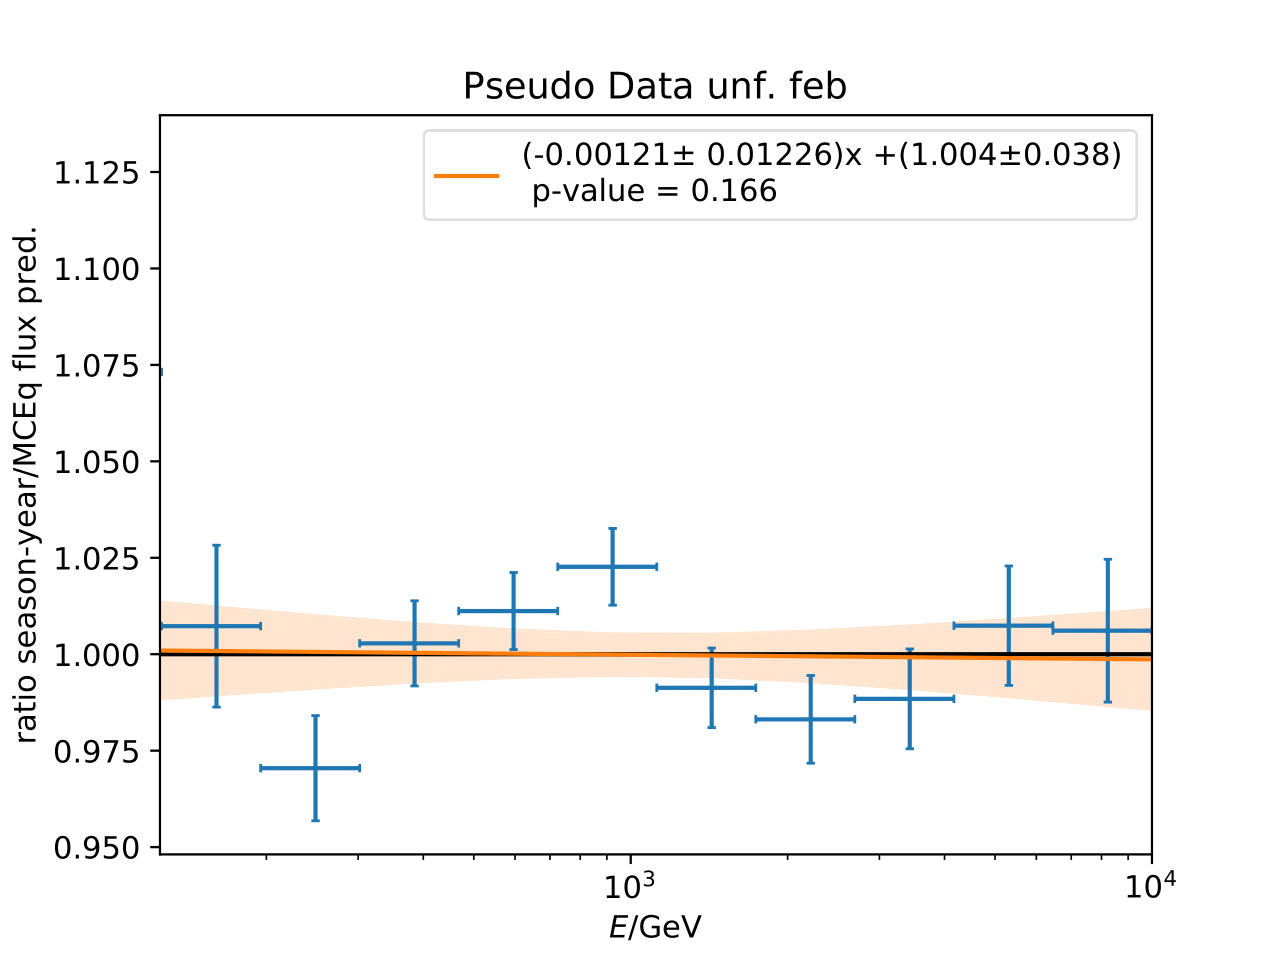 Pseudo Data unf. feb
(-0.00121± 0.01226)x +(1.004±0.038)
p-value = 0.166
ratio season-year/MCEq flux pred.
1.125
1.100
1.075
1.050
1.025
1.000
0.975
0.950
10³
10⁴
E/GeV